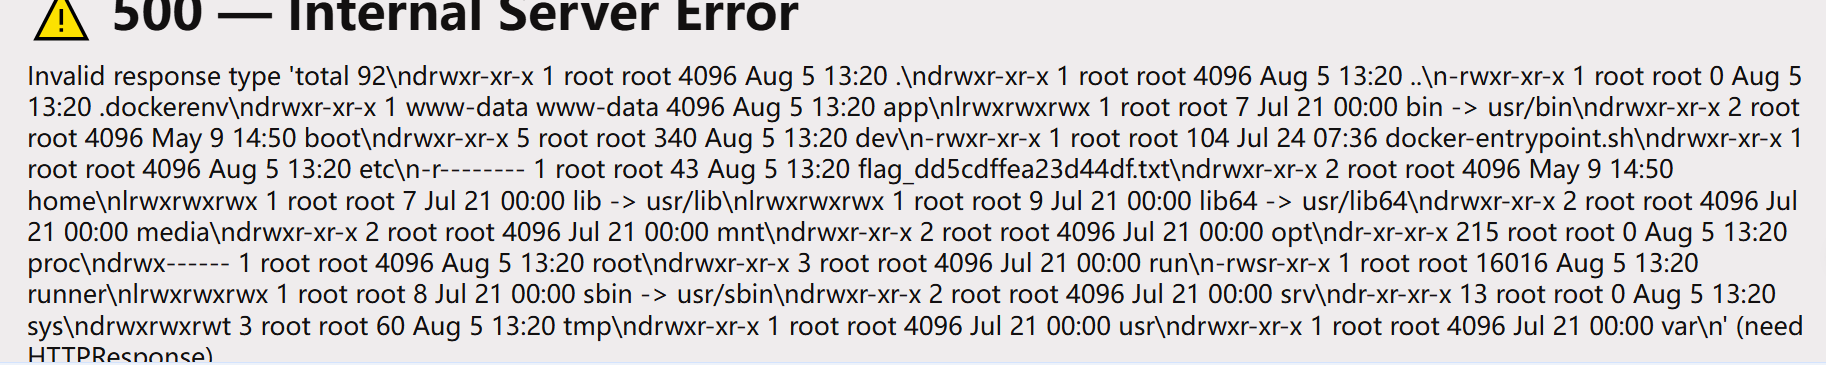 500 — Internal Server Error
Invalid response type 'total 92\ndrwxr-xr-x 1 root root 4096 Aug 5 13:20 .\ndrwxr-xr-x 1 root root 4096 Aug 5 13:20 ..\n-rwxr-xr-x 1 root root 0 Aug 5
13:20 .dockerenv\ndrwxr-xr-x 1 www-data www-data 4096 Aug 5 13:20 app\nlrwxrwxrwx 1 root root 7 Jul 21 00:00 bin -> usr/bin\ndrwxr-xr-x 2 root
root 4096 May 9 14:50 boot\ndrwxr-xr-x 5 root root 340 Aug 5 13:20 dev\n-rwxr-xr-x 1 root root 104 Jul 24 07:36 docker-entrypoint.sh\ndrwxr-xr-x 1
root root 4096 Aug 5 13:20 etc\n-r-------- 1 root root 43 Aug 5 13:20 flag_dd5cdffea23d44df.txt\ndrwxr-xr-x 2 root root 4096 May 9 14:50
home\nlrwxrwxrwx 1 root root 7 Jul 21 00:00 lib -> usr/lib\nlrwxrwxrwx 1 root root 9 Jul 21 00:00 lib64 -> usr/lib64\ndrwxr-xr-x 2 root root 4096 Jul
21 00:00 media\ndrwxr-xr-x 2 root root 4096 Jul 21 00:00 mnt\ndrwxr-xr-x 2 root root 4096 Jul 21 00:00 opt\ndr-xr-xr-x 215 root root 0 Aug 5 13:20
proc\ndrwx------ 1 root root 4096 Aug 5 13:20 root\ndrwxr-xr-x 3 root root 4096 Jul 21 00:00 run\n-rwsr-xr-x 1 root root 16016 Aug 5 13:20
runner\nlrwxrwxrwx 1 root root 8 Jul 21 00:00 sbin -> usr/sbin\ndrwxr-xr-x 2 root root 4096 Jul 21 00:00 srv\ndr-xr-xr-x 13 root root 0 Aug 5 13:20
sys\ndrwxrwxrwt 3 root root 60 Aug 5 13:20 tmp\ndrwxr-xr-x 1 root root 4096 Jul 21 00:00 usr\ndrwxr-xr-x 1 root root 4096 Jul 21 00:00 var\n' (need
HTTPResponse)